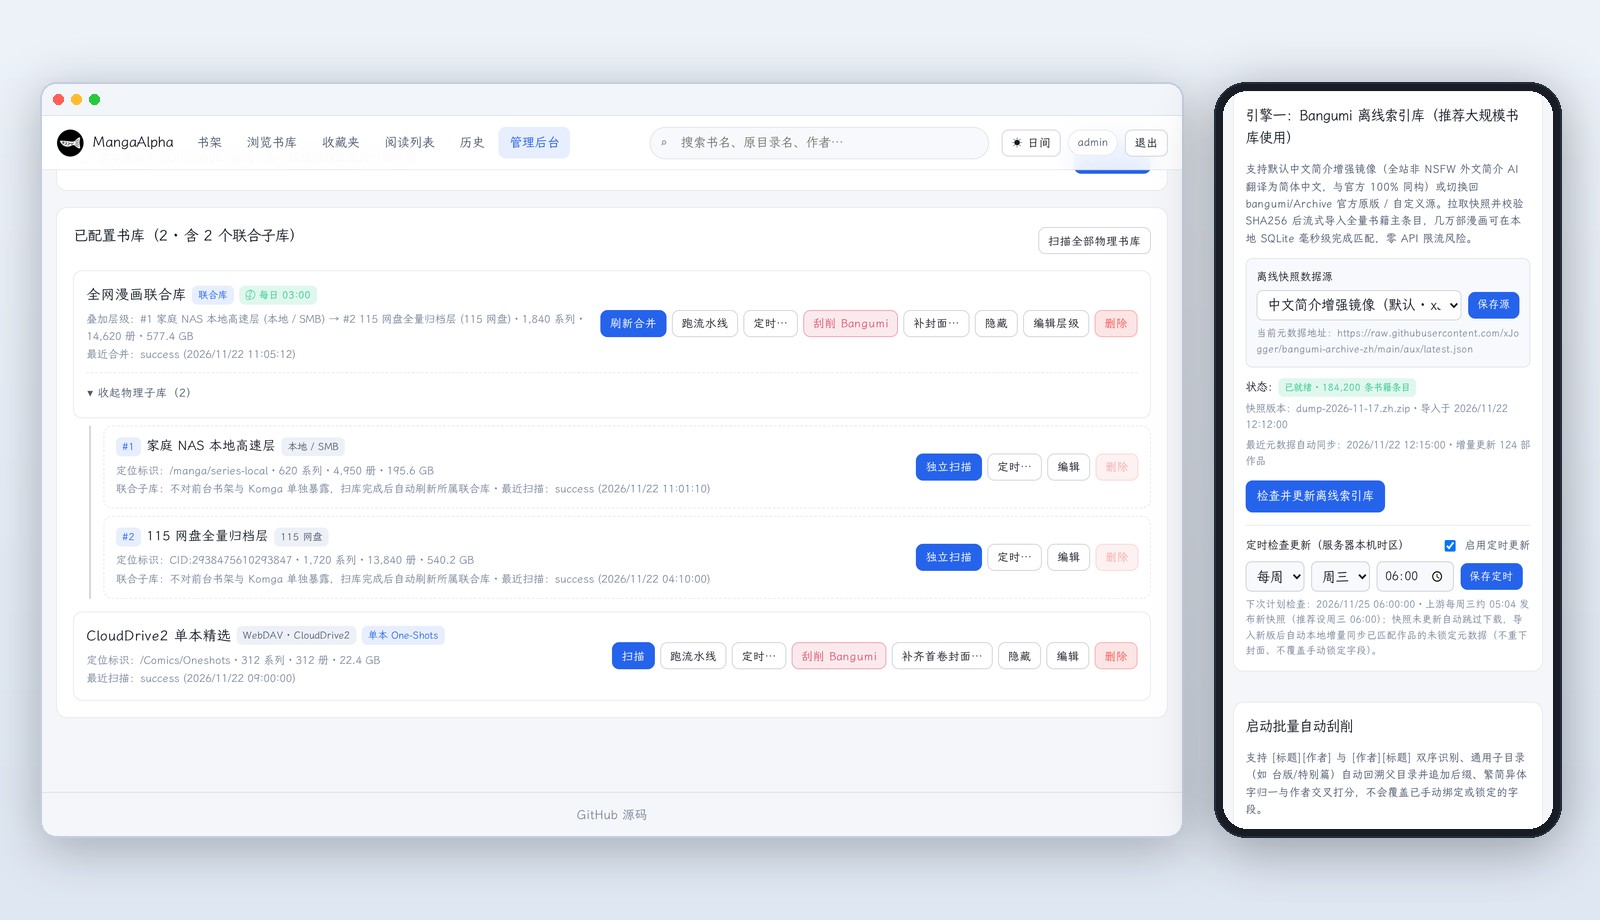 MangaAlpha 书架 浏览书库 收藏夹 阅读列表 历史 管理后台 搜索书名、原目录名、作者… 日间 admin 退出
已配置书库（2 · 含 2 个联合子库） 扫描全部物理书库
全网漫画联合库 联合库 每日 03:00
叠加层级：#1 家庭 NAS 本地高速层 (本地 / SMB) → #2 115 网盘全量归档层 (115 网盘) · 1,840 系列 ·
14,620 册 · 577.4 GB
最近合并：success (2026/11/22 11:05:12)
刷新合并 跑流水线 定时… 刮削 Bangumi 补封面… 隐藏 编辑层级 删除
▾ 收起物理子库（2）
#1 家庭 NAS 本地高速层 本地 / SMB
定位标识：/manga/series-local · 620 系列 · 4,950 册 · 195.6 GB
联合子库：不对前台书架与 Komga 单独暴露，扫库完成后自动刷新所属联合库 · 最近扫描：success (2026/11/22 11:01:10)
独立扫描 定时… 编辑 删除
#2 115 网盘全量归档层 115 网盘
定位标识：CID:2938475610293847 · 1,720 系列 · 13,840 册 · 540.2 GB
联合子库：不对前台书架与 Komga 单独暴露，扫库完成后自动刷新所属联合库 · 最近扫描：success (2026/11/22 04:10:00)
独立扫描 定时… 编辑 删除
CloudDrive2 单本精选 WebDAV · CloudDrive2 单本 One-Shots
定位标识：/Comics/Oneshots · 312 系列 · 312 册 · 22.4 GB
最近扫描：success (2026/11/22 09:00:00)
扫描 跑流水线 定时… 刮削 Bangumi 补齐首卷封面… 隐藏 编辑 删除
GitHub 源码
引擎一：Bangumi 离线索引库（推荐大规模书
库使用）
支持默认中文简介增强镜像（全站非 NSFW 外文简介 AI
翻译为简体中文，与官方 100% 同构）或切换回
bangumi/Archive 官方原版 / 自定义源。拉取快照并校验
SHA256 后流式导入全量书籍主条目，几万部漫画可在本
地 SQLite 毫秒级完成匹配，零 API 限流风险。
离线快照数据源
中文简介增强镜像（默认 · x、 保存源
当前元数据地址：https://raw.githubusercontent.com/xJo
gger/bangumi-archive-zh/main/aux/latest.json
状态： 已就绪 · 184,200 条书籍条目
快照版本：dump-2026-11-17.zh.zip · 导入于 2026/11/22
12:12:00
最近元数据自动同步：2026/11/22 12:15:00 · 增量更新 124 部
作品
检查并更新离线索引库
定时检查更新（服务器本机时区） 启用定时更新
每周 周三 06:00 保存定时
下次计划检查：2026/11/25 06:00:00 · 上游每周三约 05:04 发
布新快照（推荐设周三 06:00）；快照未更新自动跳过下载，导
入新版后自动本地增量同步已匹配作品的未锁定元数据（不重下
封面、不覆盖手动锁定字段）。
启动批量自动刮削
支持 [标题][作者] 与 [作者][标题] 双序识别、通用子目录
（如 台版/特别篇）自动回溯父目录并追加后缀、繁简异体
字归一与作者交叉打分，不会覆盖已手动绑定或锁定的字
段。